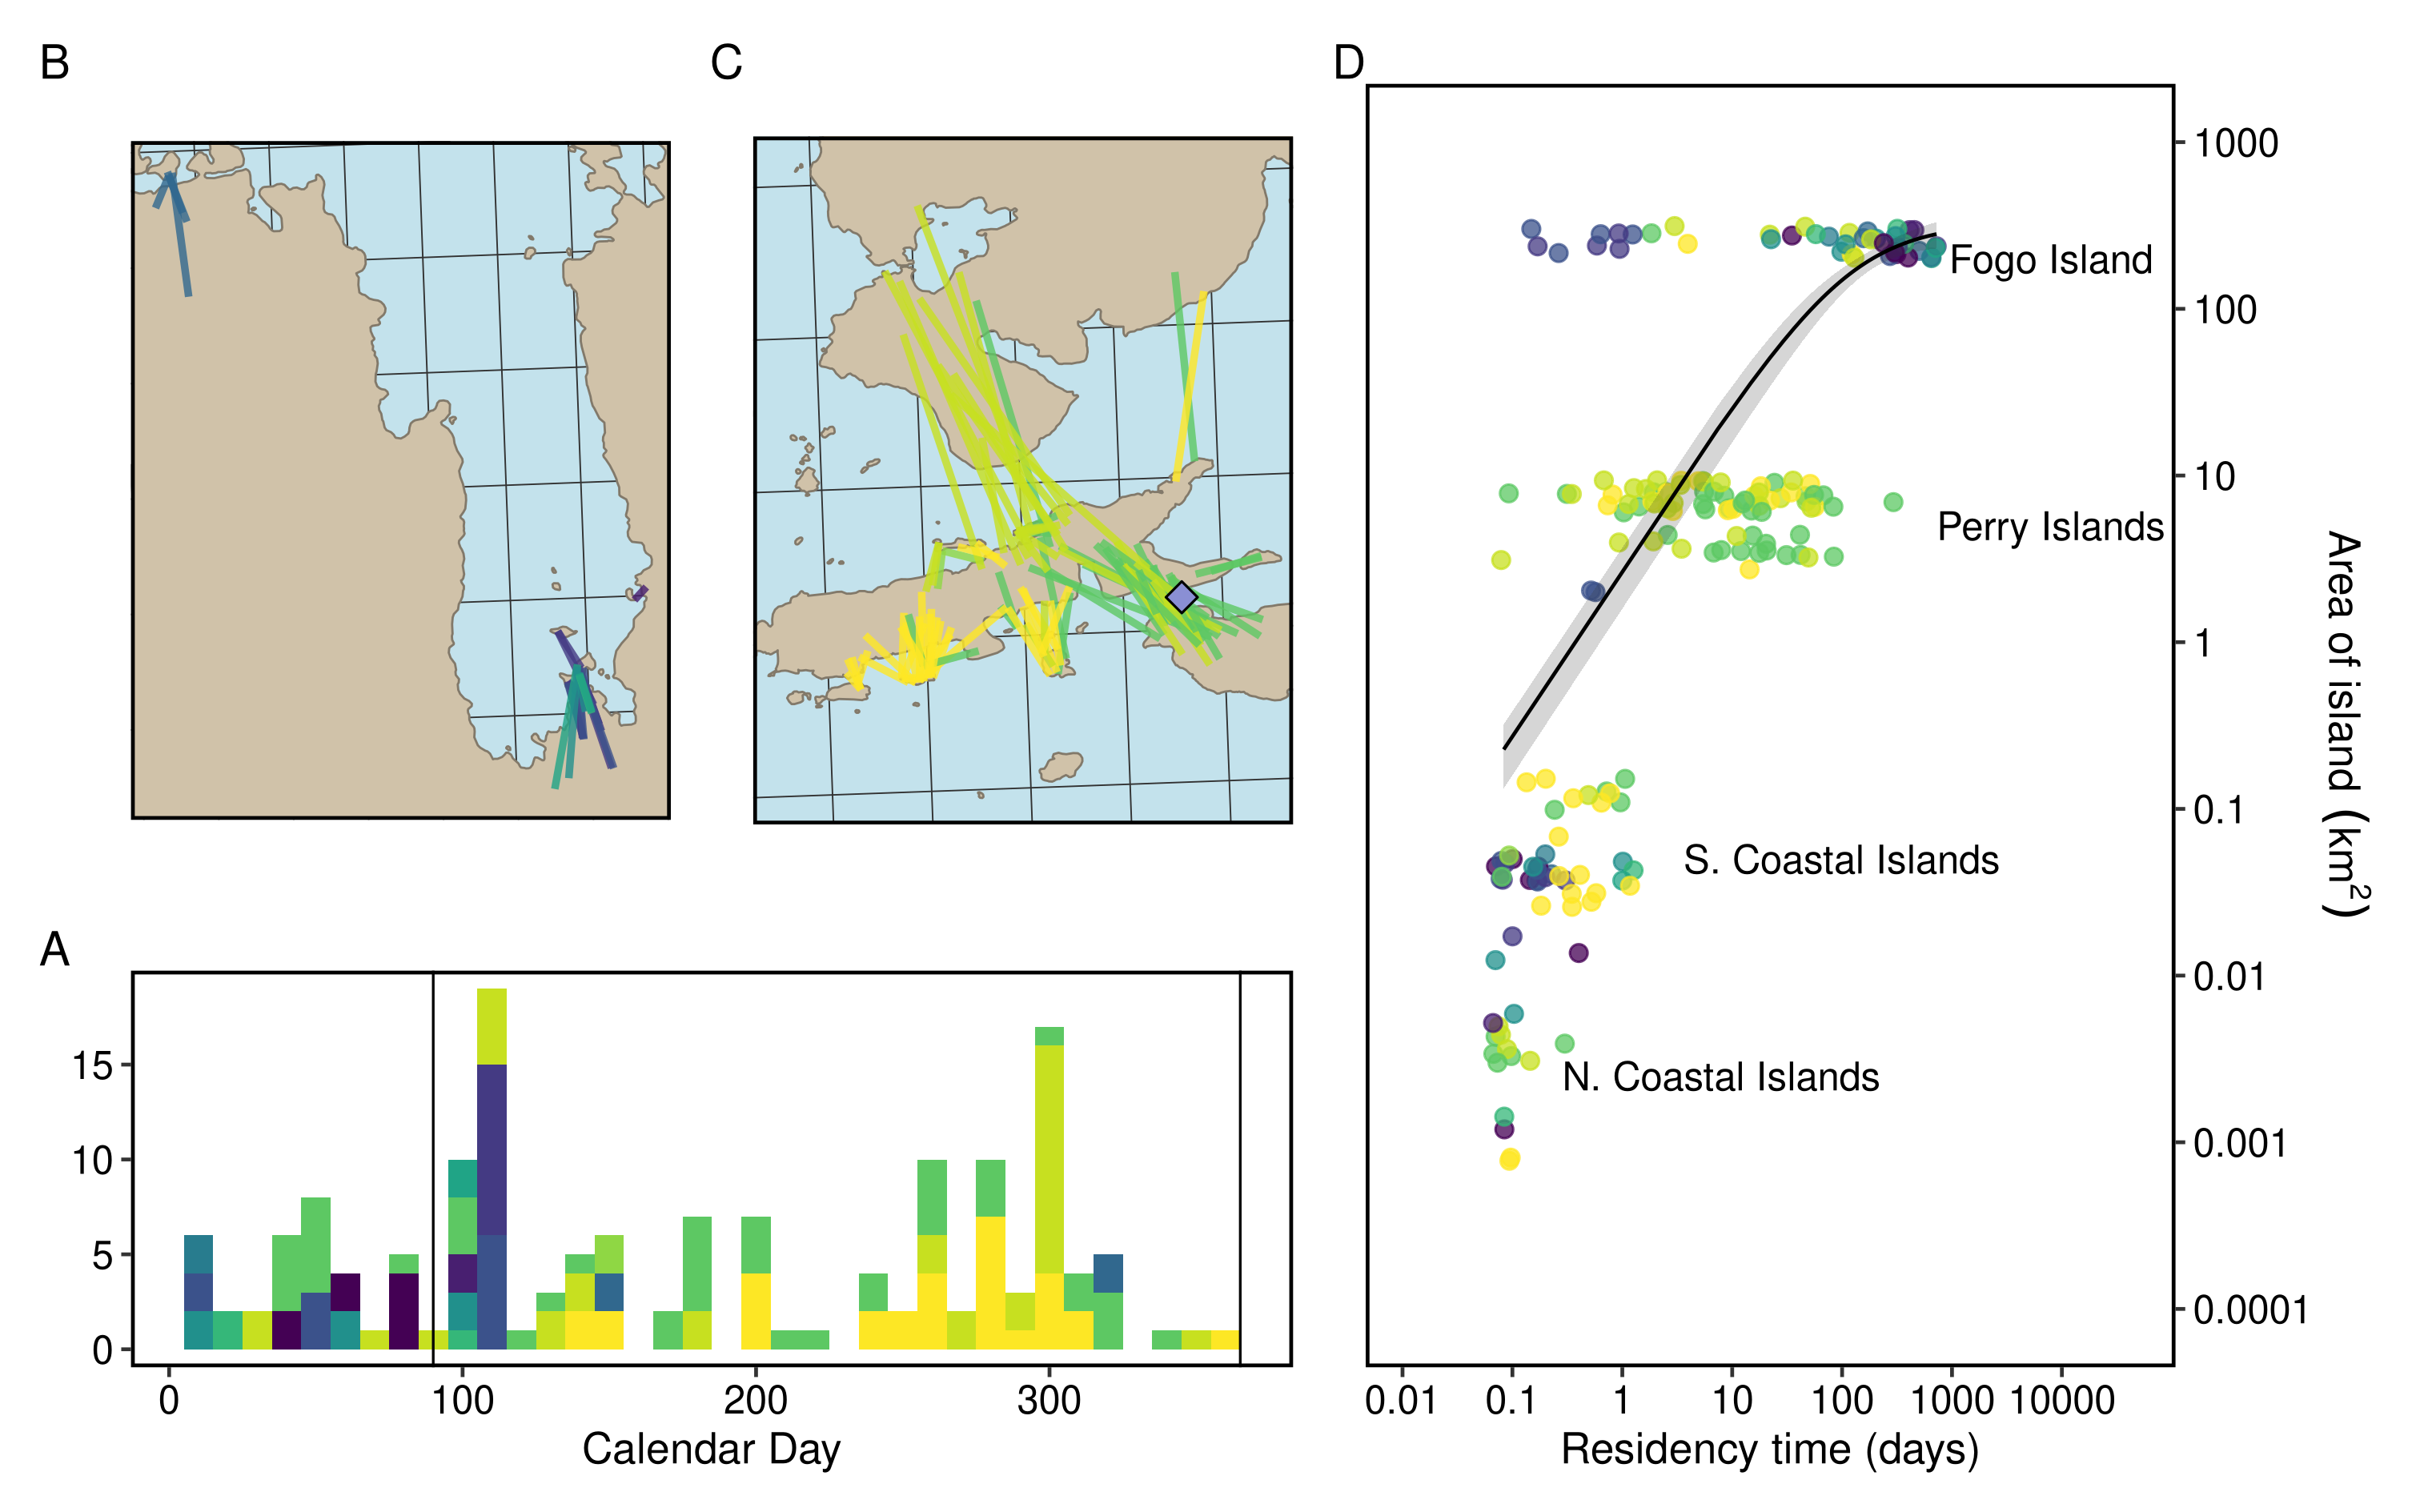 B
C
D
1000
Fogo Island
100
10
Perry Islands
1
0.1
S. Coastal Islands
0.01
N. Coastal Islands
0.001
0.0001
Area of island (km²)
0.01 0.1 1 10 100 1000 10000
Residency time (days)
A
15
10
5
0
0 100 200 300
Calendar Day